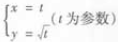 {x = t
{y = √t (t为参数)